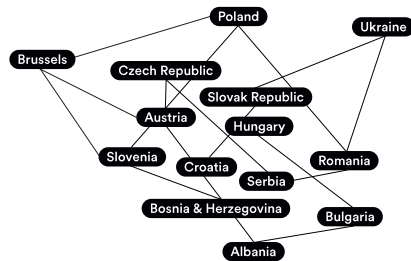 Poland
Ukraine
Brussels
Czech Republic
Slovak Republic
Austria
Hungary
Slovenia
Croatia
Romania
Serbia
Bosnia & Herzegovina
Bulgaria
Albania